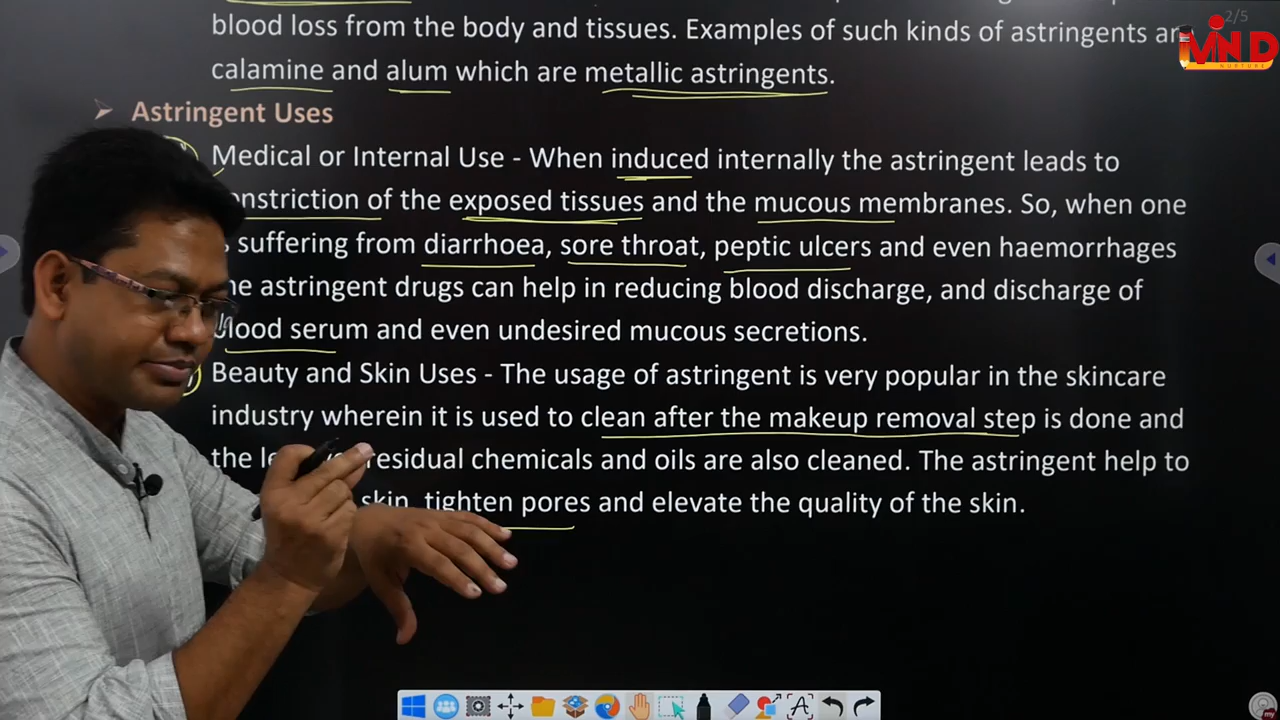 2/5
blood loss from the body and tissues. Examples of such kinds of astringents
calamine and alum which are metallic astringents.
MIND
NURTURE
Astringent Uses
Medical or Internal Use - When induced internally the astringent leads to
onstriction of the exposed tissues and the mucous membranes. So, when one
suffering from diarrhoea, sore throat, peptic ulcers and even haemorrhages
he astringent drugs can help in reducing blood discharge, and discharge of
blood serum and even undesired mucous secretions.
Beauty and Skin Uses - The usage of astringent is very popular in the skincare
industry wherein it is used to clean after the makeup removal step is done and
the residual chemicals and oils are also cleaned. The astringent help to
skin, tighten pores and elevate the quality of the skin.